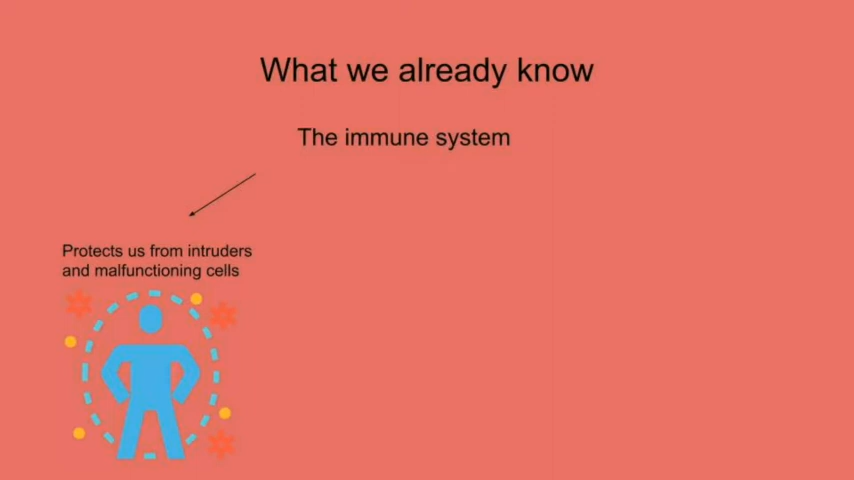 What we already know
The immune system
Protects us from intruders
and malfunctioning cells